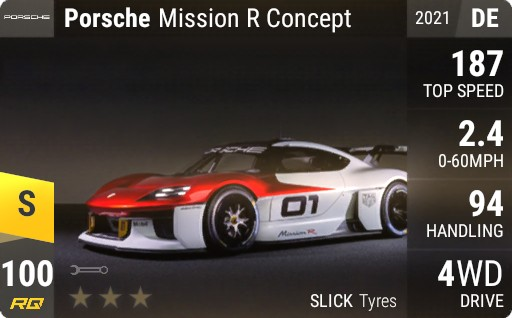 PORSCHE
Porsche Mission R Concept
2021 DE
187
TOP SPEED
2.4
0-60MPH
94
HANDLING
4WD
DRIVE
S
100
RQ
SLICK Tyres
PORSCHE
01
Mission R